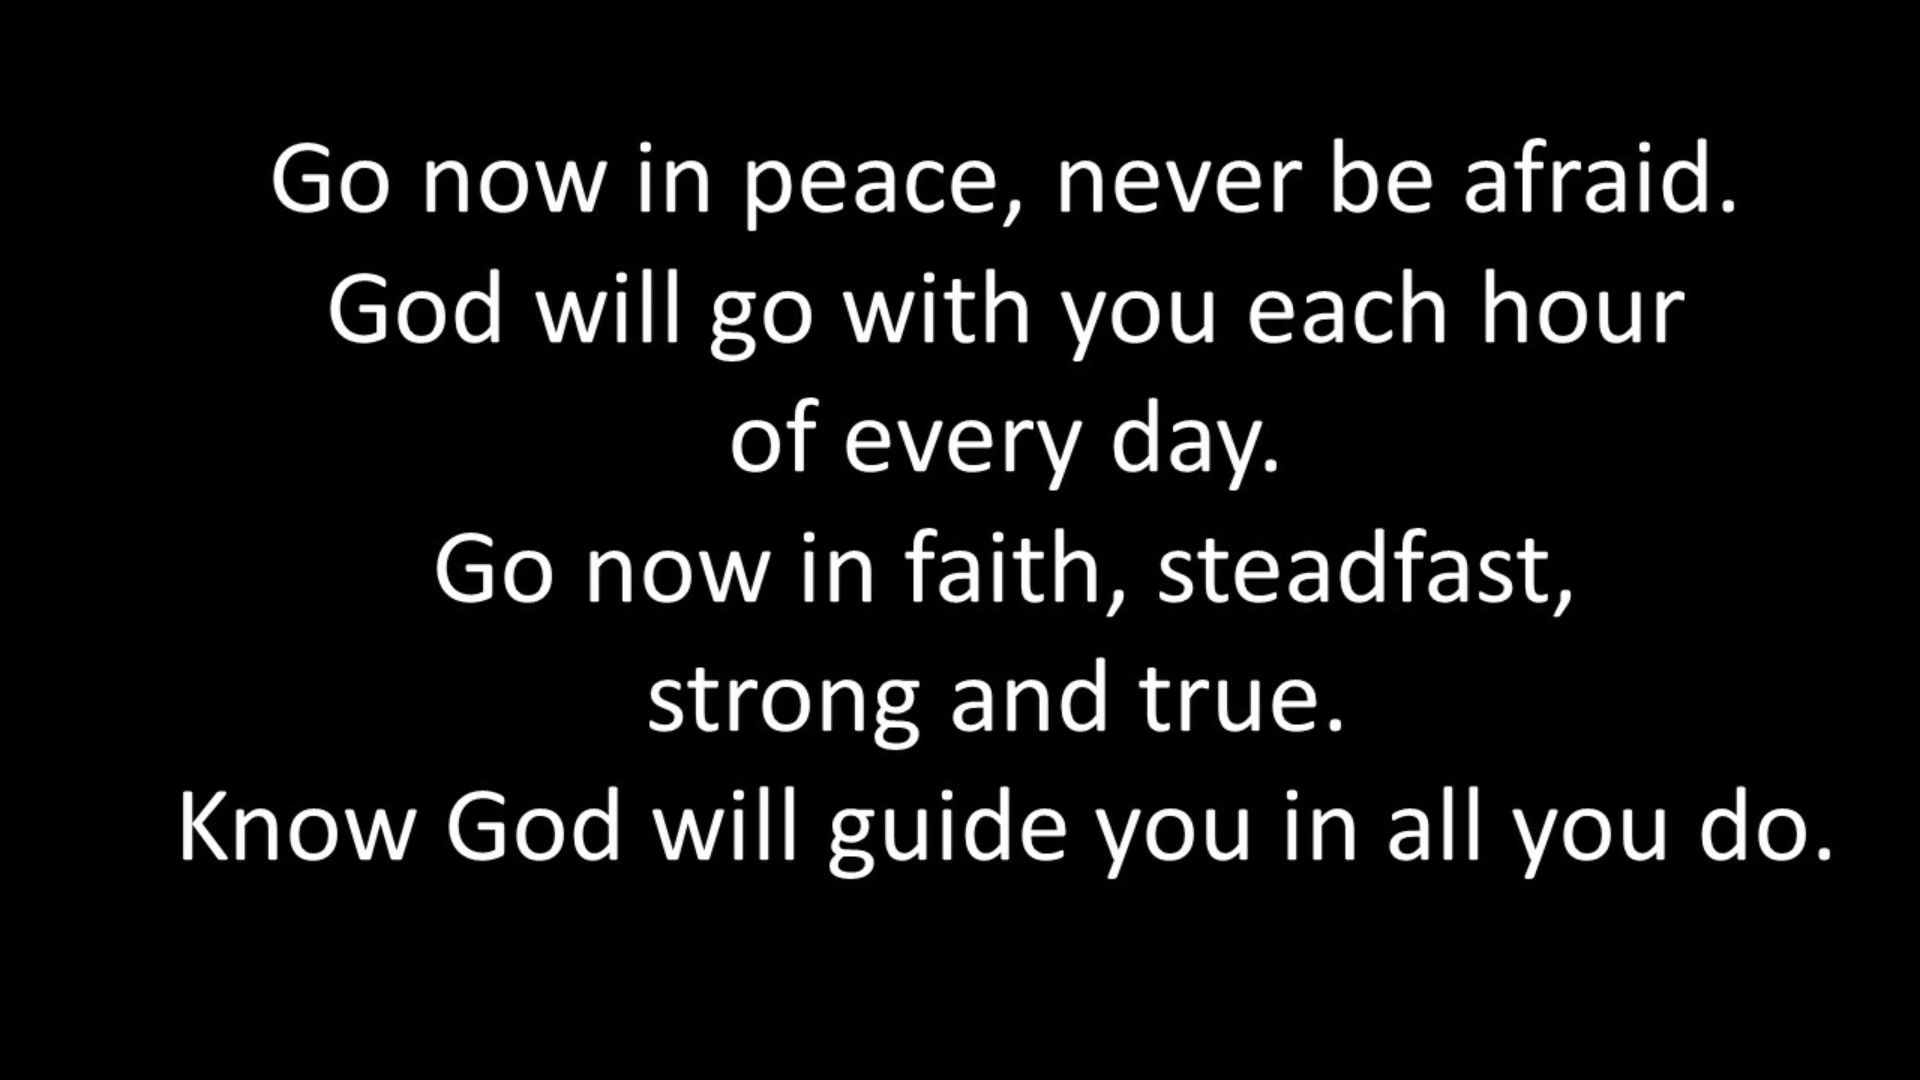 Go now in peace, never be afraid.
God will go with you each hour
of every day.
Go now in faith, steadfast,
strong and true.
Know God will guide you in all you do.